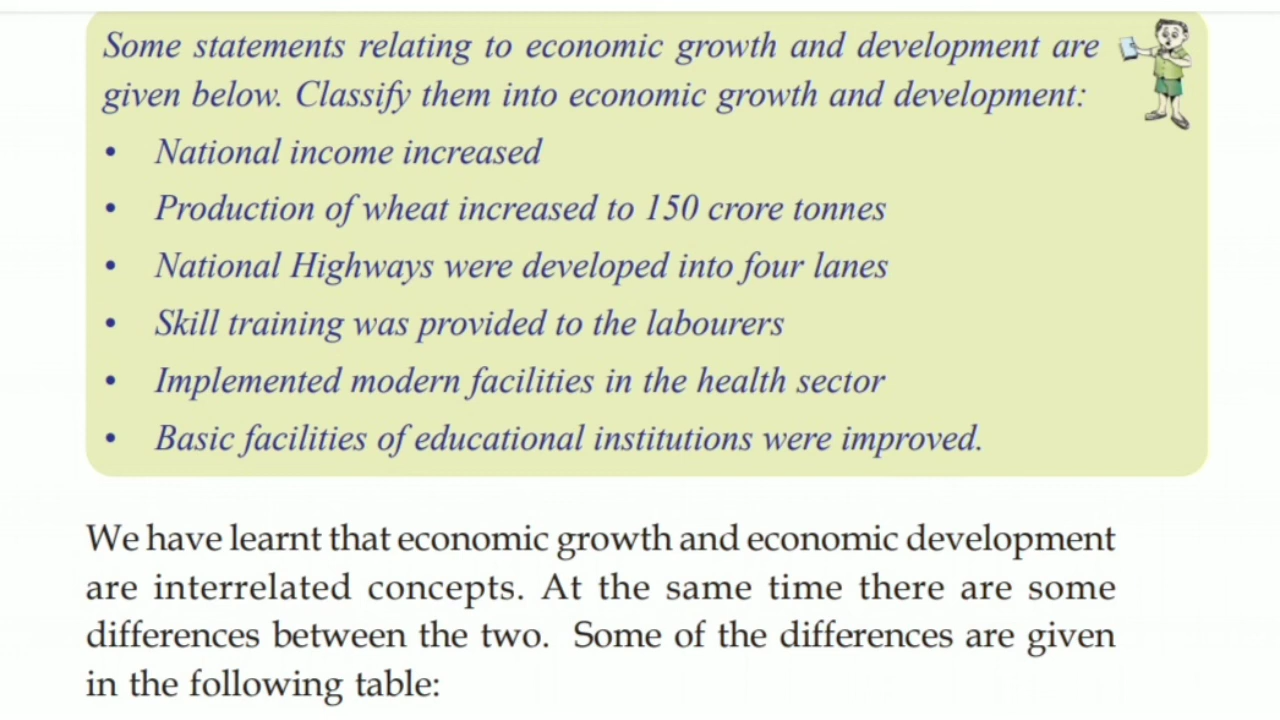 Some statements relating to economic growth and development are
given below. Classify them into economic growth and development:
• National income increased
• Production of wheat increased to 150 crore tonnes
• National Highways were developed into four lanes
• Skill training was provided to the labourers
• Implemented modern facilities in the health sector
• Basic facilities of educational institutions were improved.
We have learnt that economic growth and economic development
are interrelated concepts. At the same time there are some
differences between the two. Some of the differences are given
in the following table: